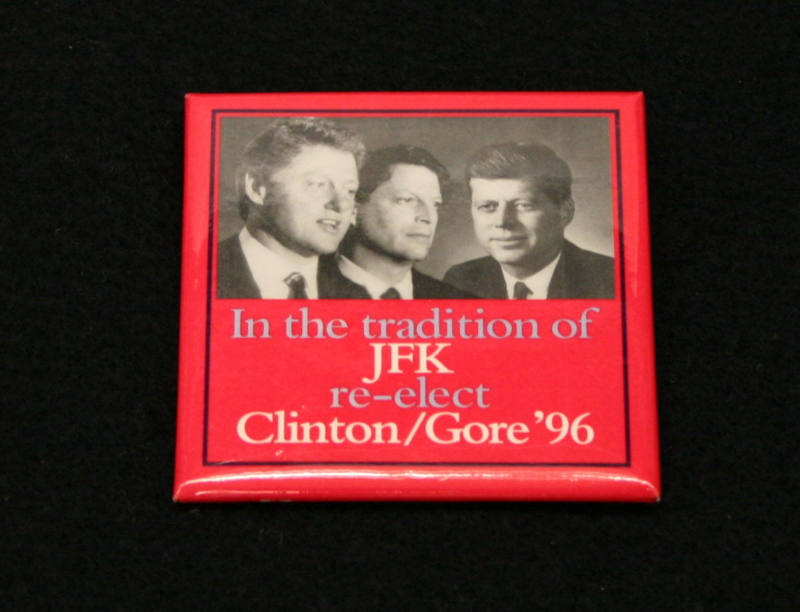 In the tradition of
JFK
re-elect
Clinton/Gore '96